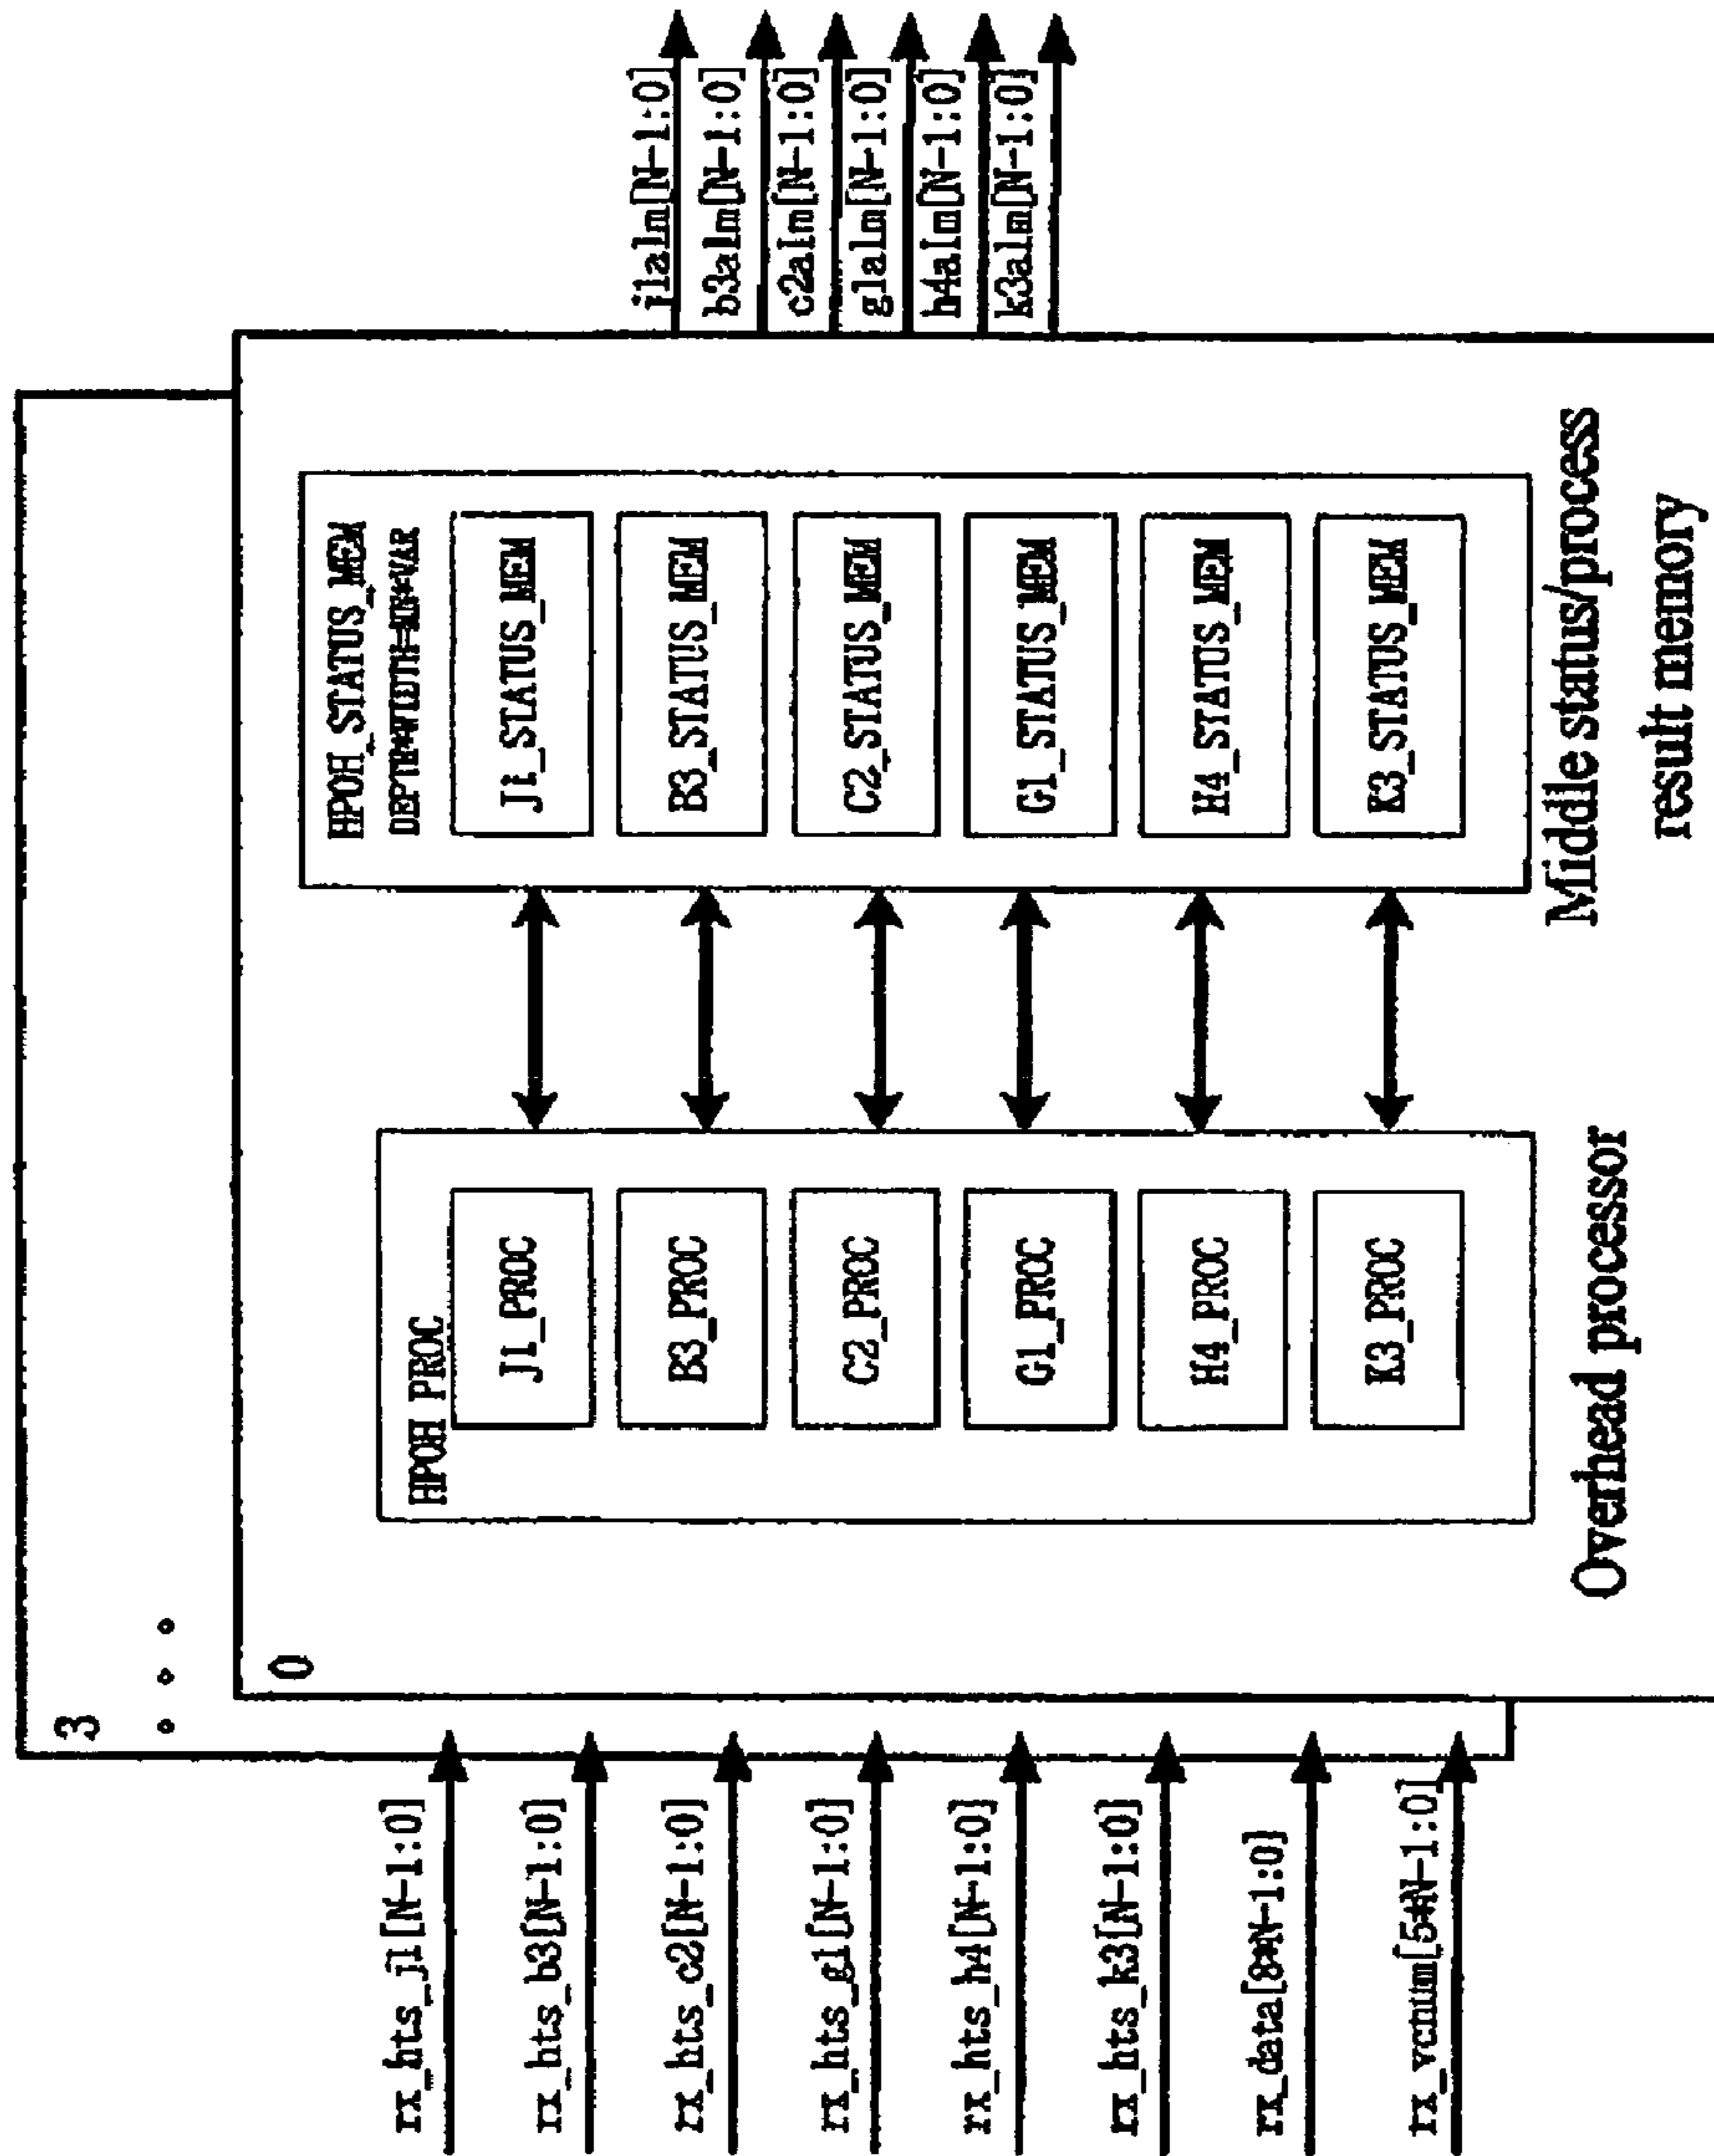 rx_hts_j1[N-1:0]
rx_hts_b3[N-1:0]
rx_hts_c2[N-1:0]
rx_hts_g1[N-1:0]
rx_hts_h4[N-1:0]
rx_hts_k3[N-1:0]
rx_data[8*N-1:0]
rx_vcnum[5*N-1:0]
3
0
HPOH PROC
J1_PROC
B3_PROC
C2_PROC
G1_PROC
H4_PROC
K3_PROC
Overhead processor
HPOH_STATUS_MEM
J1_STATUS_MEM
B3_STATUS_MEM
C2_STATUS_MEM
G1_STATUS_MEM
H4_STATUS_MEM
K3_STATUS_MEM
Middle status/process
result memory
j1alm[N-1:0]
b3alm[N-1:0]
c2alm[N-1:0]
g1alm[N-1:0]
h4alm[N-1:0]
k3alm[N-1:0]